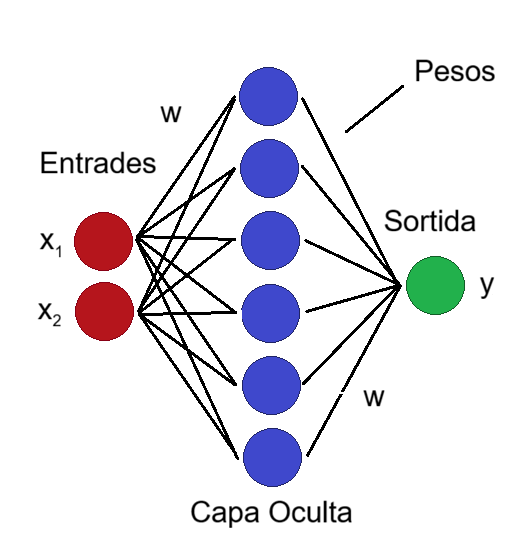 Pesos
w
Entrades
Sortida
x₁
x₂
y
w
Capa Oculta